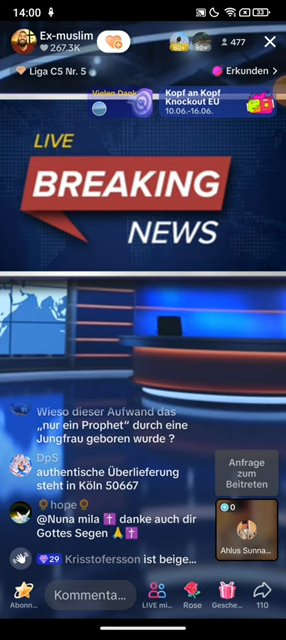 14:00
33
Ex-muslim
267.3K
60+
80+
477
Liga C5 Nr. 5
Erkunden >
Vielen Dank
Kopf an Kopf
Knockout EU
10.06.-16.06.
LIVE
BREAKING
NEWS
Wieso dieser Aufwand das
„nur ein Prophet“ durch eine
Jungfrau geboren wurde ?
DpS
authentische Überlieferung
steht in Köln 50667
Anfrage
zum
Beitreten
🌻hope🌻
@Nuna mila ✝️ danke auch dir
Gottes Segen 🙏✝️
0
Ahlus Sunna...
29 Krisstofersson ist beige...
Kommenta...
Abonn...
LIVE mi...
Rose
Gesche...
110